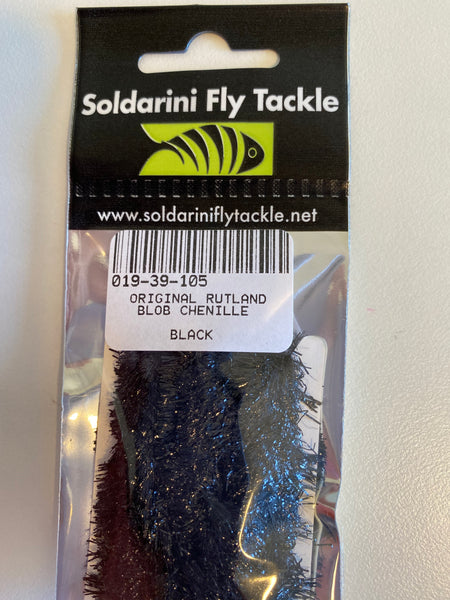 Soldarini Fly Tackle
www.soldariniflytackle.net
019-39-105
ORIGINAL RUTLAND
BLOB CHENILLE
BLACK